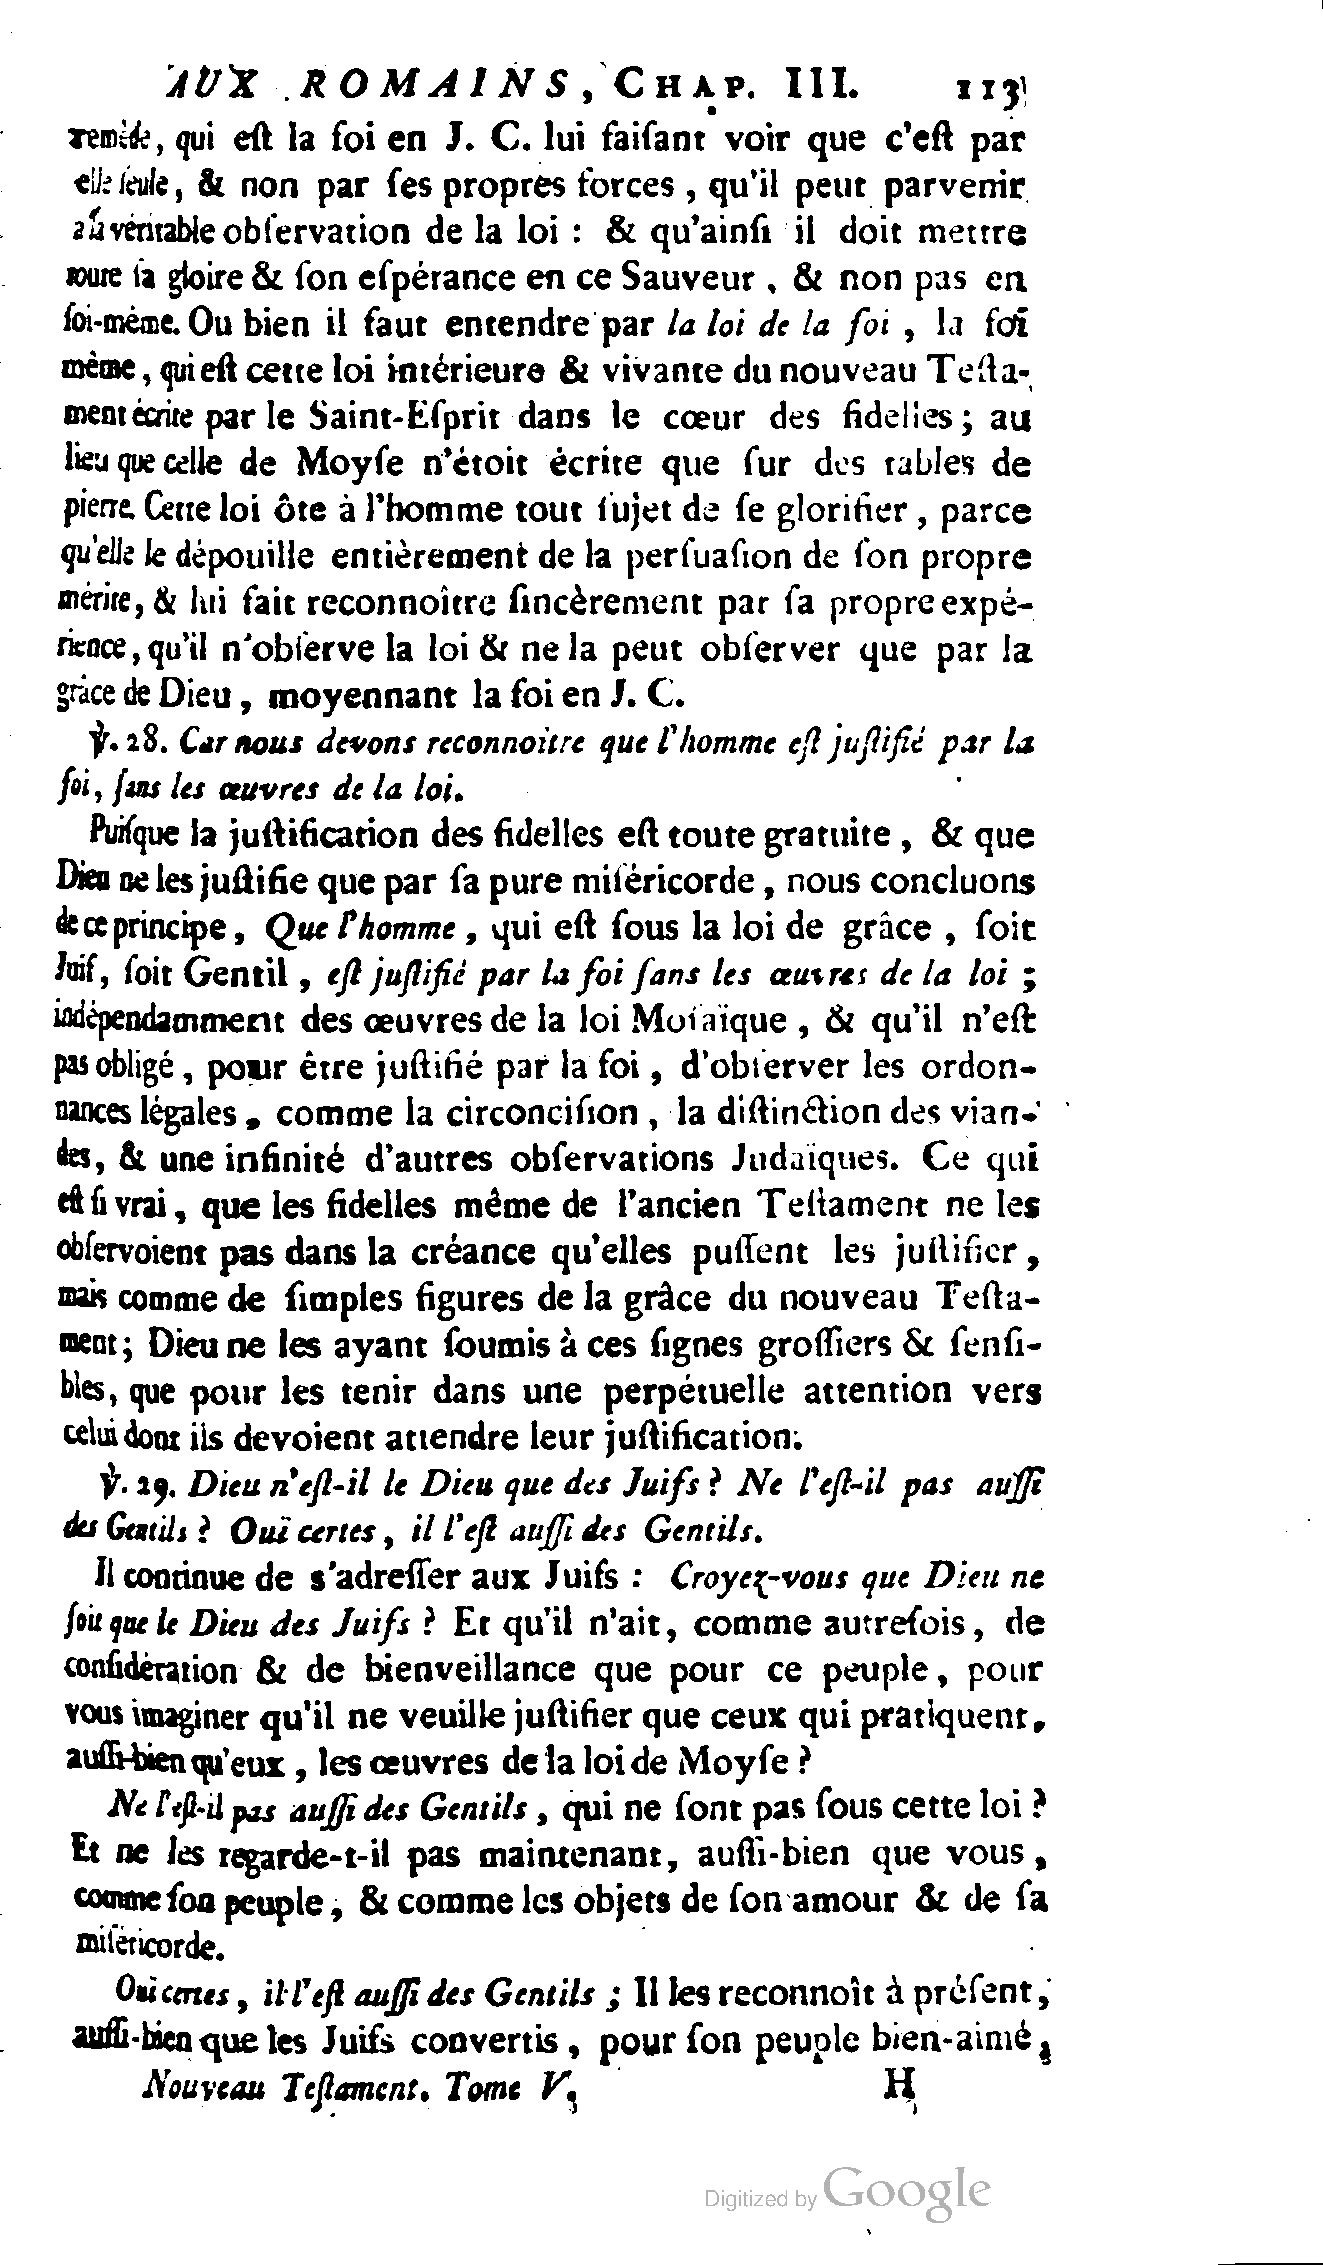 AUX ROMAINS, CHAP. III. 113
remède, qui eſt la foi en J. C. lui faiſant voir que c'eſt par
elle ſeule, & non par ſes propres forces, qu'il peut parvenir
à la véritable obſervation de la loi : & qu'ainſi il doit mettre
toute ſa gloire & ſon eſpérance en ce Sauveur, & non pas en
ſoi-même. Ou bien il faut entendre par la loi de la foi, la foi
même, qui eſt cette loi intérieure & vivante du nouveau Teſta-
ment écrite par le Saint-Eſprit dans le cœur des fidelles; au
lieu que celle de Moyſe n'étoit écrite que ſur des tables de
pierre. Cette loi ôte à l'homme tout ſujet de ſe glorifier, parce
qu'elle le dépouille entièrement de la perſuaſion de ſon propre
mérite, & lui fait reconnoître ſincèrement par ſa propre expé-
rience, qu'il n'obſerve la loi & ne la peut obſerver que par la
grâce de Dieu, moyennant la foi en J. C.
℣. 28. Car nous devons reconnoître que l'homme eſt juſtifié par la
foi, ſans les œuvres de la loi.
Puiſque la juſtification des fidelles eſt toute gratuite, & que
Dieu ne les juſtifie que par ſa pure miſéricorde, nous concluons
de ce principe, Que l'homme, qui eſt ſous la loi de grâce, ſoit
Juif, ſoit Gentil, eſt juſtifié par la foi ſans les œuvres de la loi ;
indépendamment des œuvres de la loi Moſaïque, & qu'il n'eſt
pas obligé, pour être juſtifié par la foi, d'obſerver les ordon-
nances légales, comme la circonciſion, la diſtinction des vian-
des, & une infinité d'autres obſervations Judaïques. Ce qui
eſt ſi vrai, que les fidelles même de l'ancien Teſtament ne les
obſervoient pas dans la créance qu'elles puſſent les juſtifier,
mais comme de ſimples figures de la grâce du nouveau Teſta-
ment; Dieu ne les ayant ſoumis à ces ſignes groſſiers & ſenſi-
bles, que pour les tenir dans une perpétuelle attention vers
celui dont ils devoient attendre leur juſtification.
℣. 29. Dieu n'eſt-il le Dieu que des Juifs ? Ne l'eſt-il pas auſſi
des Gentils ? Oui certes, il l'eſt auſſi des Gentils.
Il continue de s'adreſſer aux Juifs : Croyez-vous que Dieu ne
ſoit que le Dieu des Juifs ? Et qu'il n'ait, comme autrefois, de
conſidération & de bienveillance que pour ce peuple, pour
vous imaginer qu'il ne veuille juſtifier que ceux qui pratiquent,
auſſi-bien qu'eux, les œuvres de la loi de Moyſe ?
Ne l'eſt-il pas auſſi des Gentils, qui ne ſont pas ſous cette loi ?
Et ne les regarde-t-il pas maintenant, auſſi-bien que vous,
comme ſon peuple, & comme les objets de ſon amour & de ſa
miſéricorde.
Oui certes, il l'eſt auſſi des Gentils ; Il les reconnoît à préſent,
auſſi-bien que les Juifs convertis, pour ſon peuple bien-aimé,
Nouveau Teſtament. Tome V. H
Digitized by Google